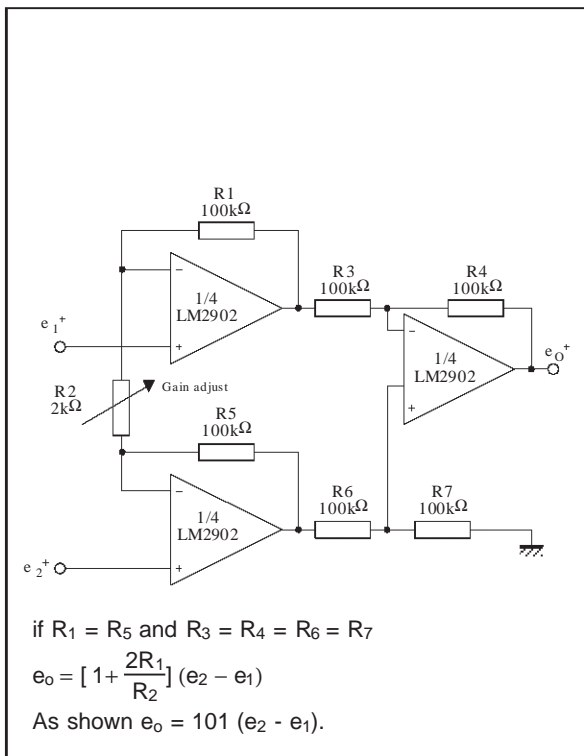 R1
100kΩ
R3
100kΩ
R4
100kΩ
1/4
LM2902
e1+
1/4
LM2902
eO+
R2
2kΩ
Gain adjust
R5
100kΩ
R6
100kΩ
R7
100kΩ
1/4
LM2902
e2+
if R1 = R5 and R3 = R4 = R6 = R7
eo = [ 1+ 2R1/R2 ] (e2 – e1)
As shown eo = 101 (e2 - e1).